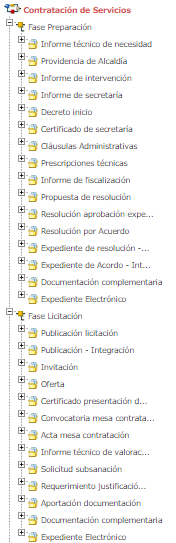 Contratación de Servicios
Fase Preparación
Informe técnico de necesidad
Providencia de Alcaldía
Informe de intervención
Informe de secretaría
Decreto inicio
Certificado de secretaría
Cláusulas Administrativas
Prescripciones técnicas
Informe de fiscalización
Propuesta de resolución
Resolución aprobación expe...
Resolución por Acuerdo
Expediente de resolución -...
Expediente de Acordo - Int...
Documentación complementaria
Expediente Electrónico
Fase Licitación
Publicación licitación
Publicación - Integración
Invitación
Oferta
Certificado presentación d...
Convocatoria mesa contrata...
Acta mesa contratación
Informe técnico de valorac...
Solicitud subsanación
Requerimiento justificació...
Aportación documentación
Documentación complementaria
Expediente Electrónico